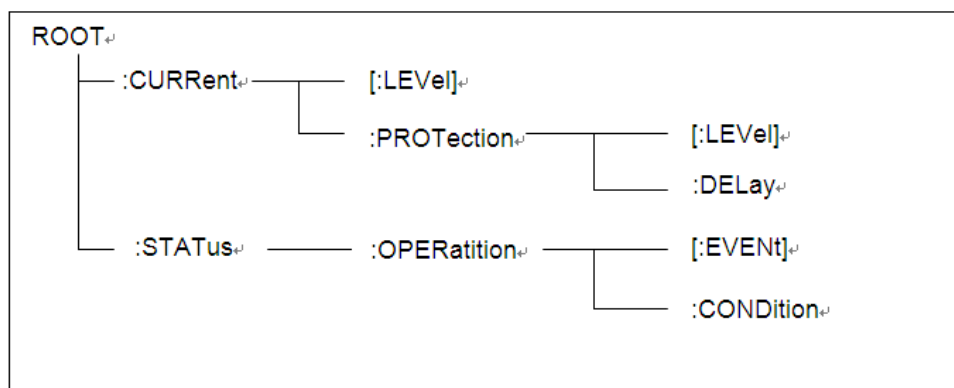 ROOT
:CURRent [:LEVel]
:PROTection [:LEVel]
:DELay
:STATus :OPERatition [:EVENt]
:CONDition